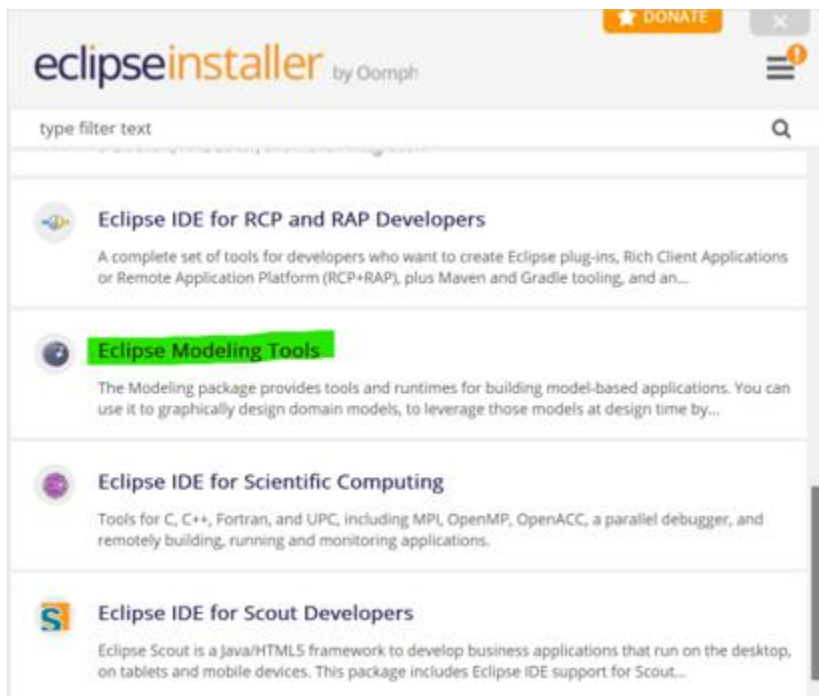 DONATE
eclipseinstaller by Oomph
type filter text
Eclipse IDE for RCP and RAP Developers
A complete set of tools for developers who want to create Eclipse plug-ins, Rich Client Applications
or Remote Application Platform (RCP+RAP), plus Maven and Gradle tooling, and an...
Eclipse Modeling Tools
The Modeling package provides tools and runtimes for building model-based applications. You can
use it to graphically design domain models, to leverage those models at design time by...
Eclipse IDE for Scientific Computing
Tools for C, C++, Fortran, and UPC, including MPI, OpenMP, OpenACC, a parallel debugger, and
remotely building, running and monitoring applications.
Eclipse IDE for Scout Developers
Eclipse Scout is a Java/HTML5 framework to develop business applications that run on the desktop,
on tablets and mobile devices. This package includes Eclipse IDE support for Scout...